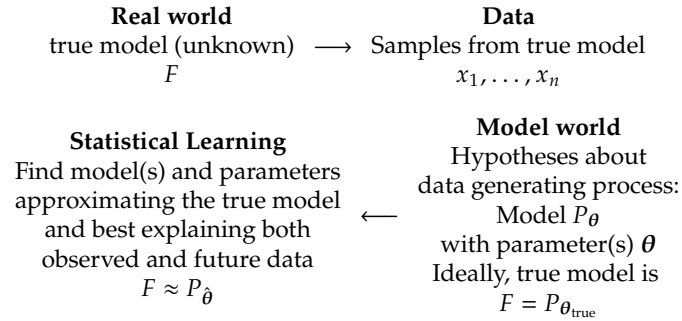 Real world
true model (unknown)
F
⟶
Data
Samples from true model
x₁, . . . , xₙ
Statistical Learning
Find model(s) and parameters
approximating the true model
and best explaining both
observed and future data
F ≈ P_θ̂
⟵
Model world
Hypotheses about
data generating process:
Model P_θ
with parameter(s) θ
Ideally, true model is
F = P_θ_true